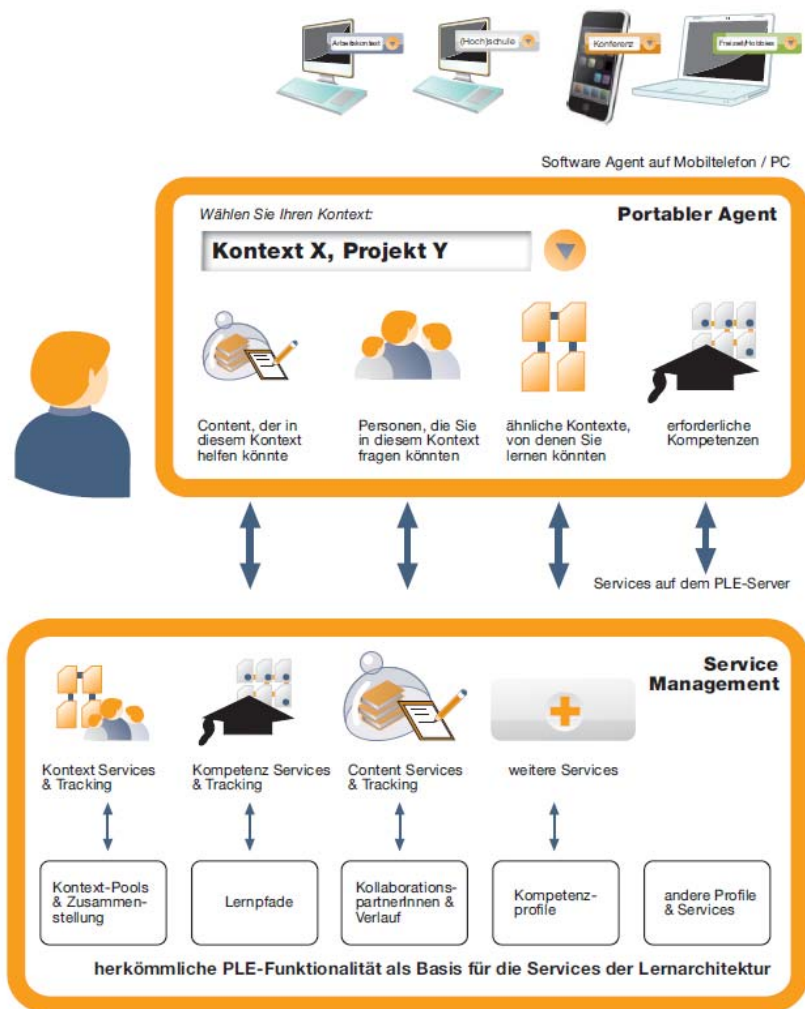 Arbeitskontext
(Hoch)schule
Konferenz
Freizeit/Hobbies
Software Agent auf Mobiltelefon / PC
Wählen Sie Ihren Kontext:
Portabler Agent
Kontext X, Projekt Y
Content, der in
diesem Kontext
helfen könnte
Personen, die Sie
in diesem Kontext
fragen könnten
ähnliche Kontexte,
von denen Sie
lernen könnten
erforderliche
Kompetenzen
Services auf dem PLE-Server
Service
Management
Kontext Services
& Tracking
Kompetenz Services
& Tracking
Content Services
& Tracking
weitere Services
Kontext-Pools
& Zusammen-
stellung
Lernpfade
Kollaborations-
partnerInnen &
Verlauf
Kompetenz-
profile
andere Profile
& Services
herkömmliche PLE-Funktionalität als Basis für die Services der Lernarchitektur